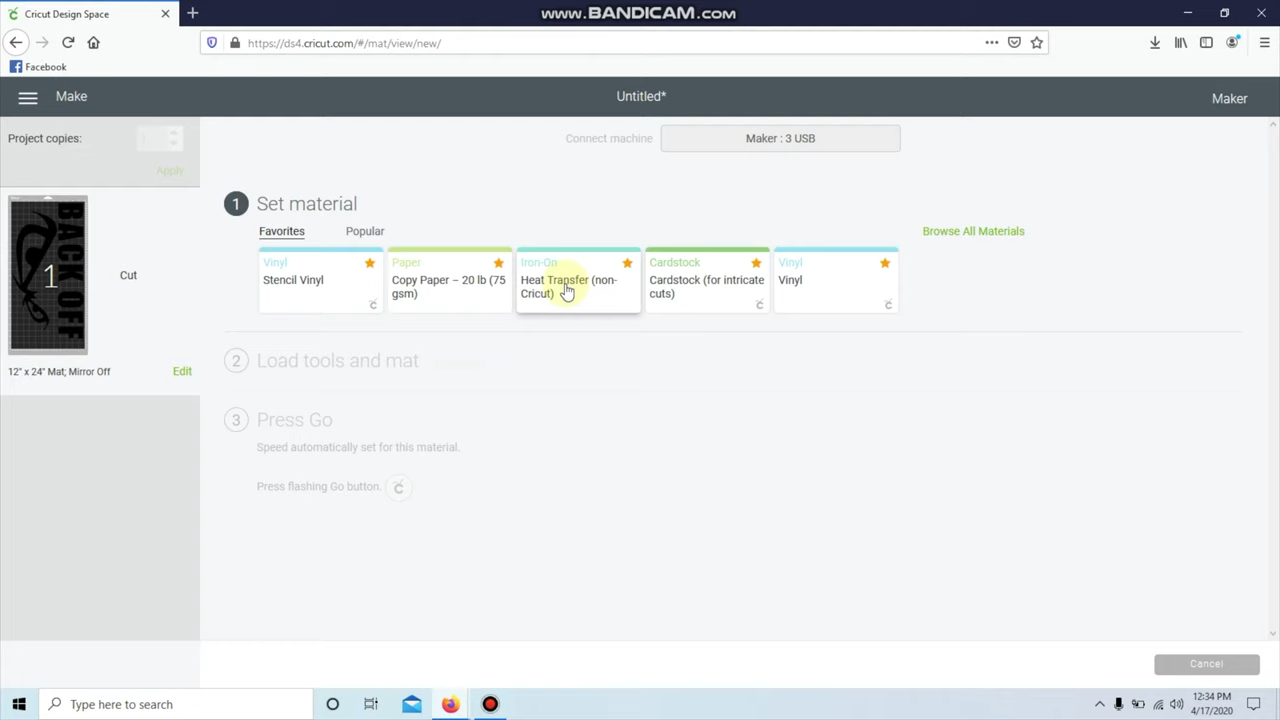 Cricut Design Space
www.BANDICAM.com
https://ds4.cricut.com/#/mat/view/new/
Facebook
Make
Untitled*
Maker
Project copies:
1
Apply
Connect machine
Maker : 3 USB
BACK OFF
1
Cut
12" x 24" Mat; Mirror Off
Edit
1
Set material
Favorites
Popular
Browse All Materials
Vinyl
Stencil Vinyl
Paper
Copy Paper – 20 lb (75
gsm)
Iron-On
Heat Transfer (non-
Cricut)
Cardstock
Cardstock (for intricate
cuts)
Vinyl
Vinyl
2
Load tools and mat
3
Press Go
Speed automatically set for this material.
Press flashing Go button.
Cancel
Type here to search
12:34 PM
4/17/2020